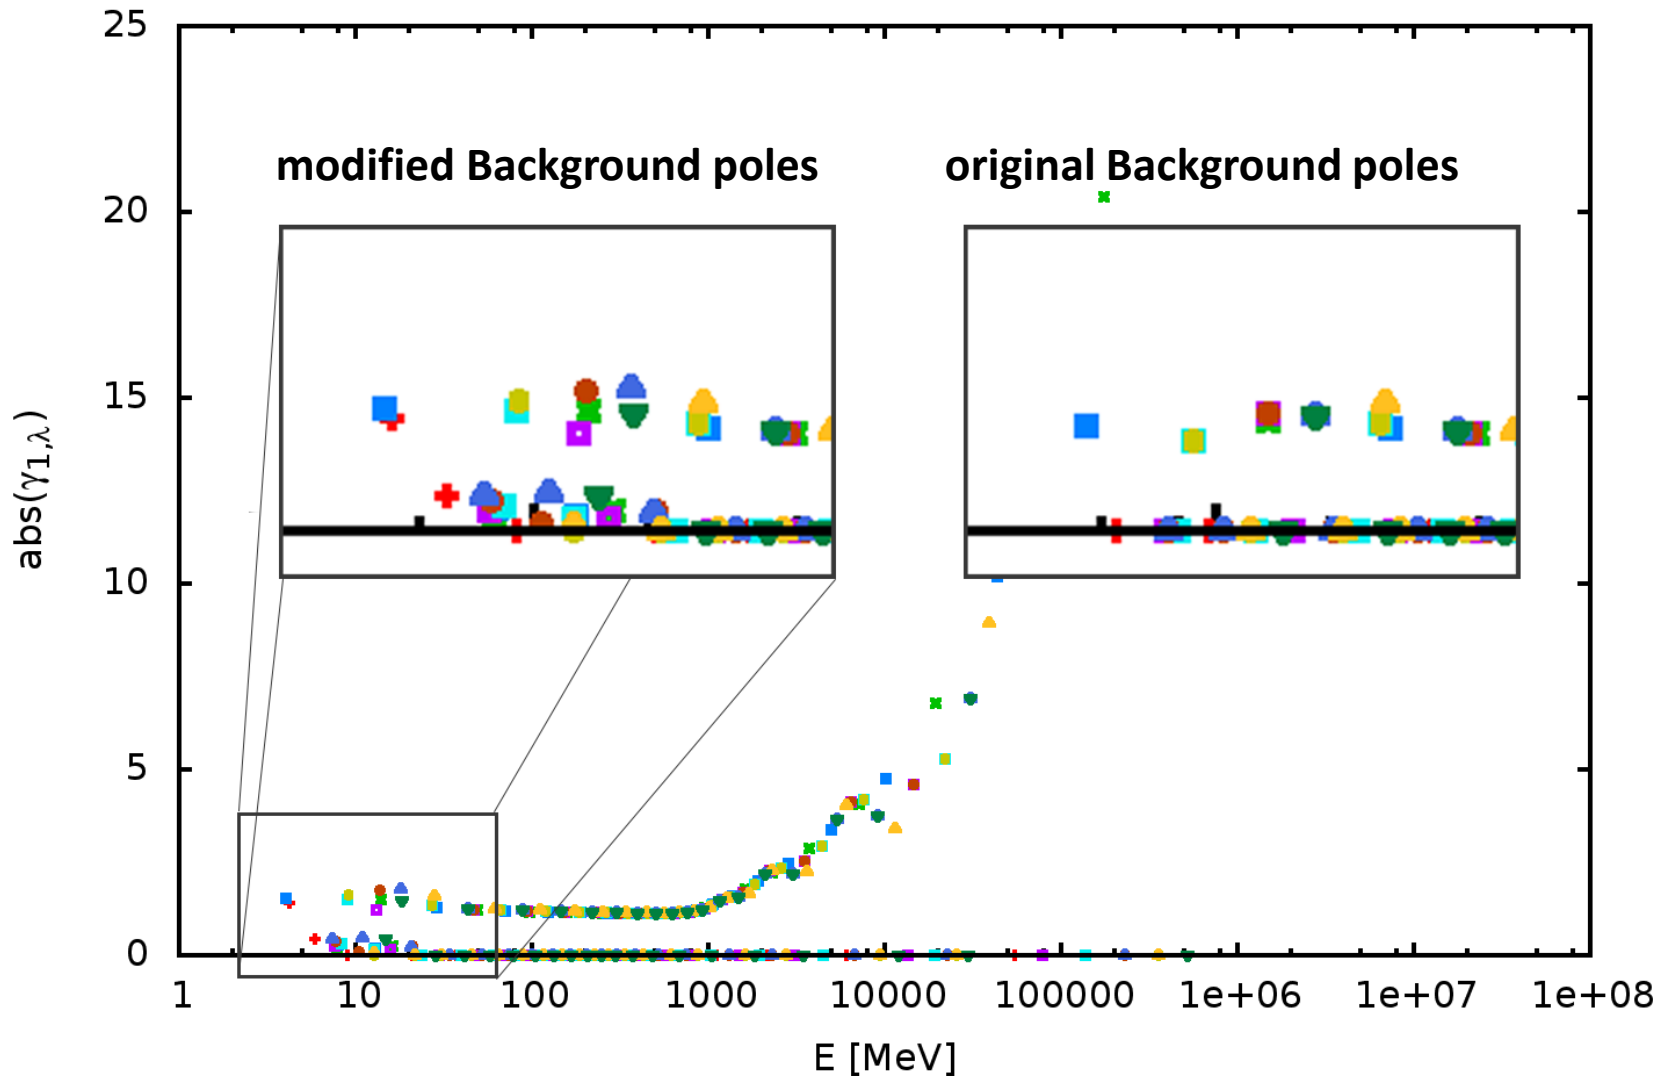 25
20
15
10
5
0
abs(γ1,λ)
modified Background poles
original Background poles
1 10 100 1000 10000 100000 1e+06 1e+07 1e+08
E [MeV]